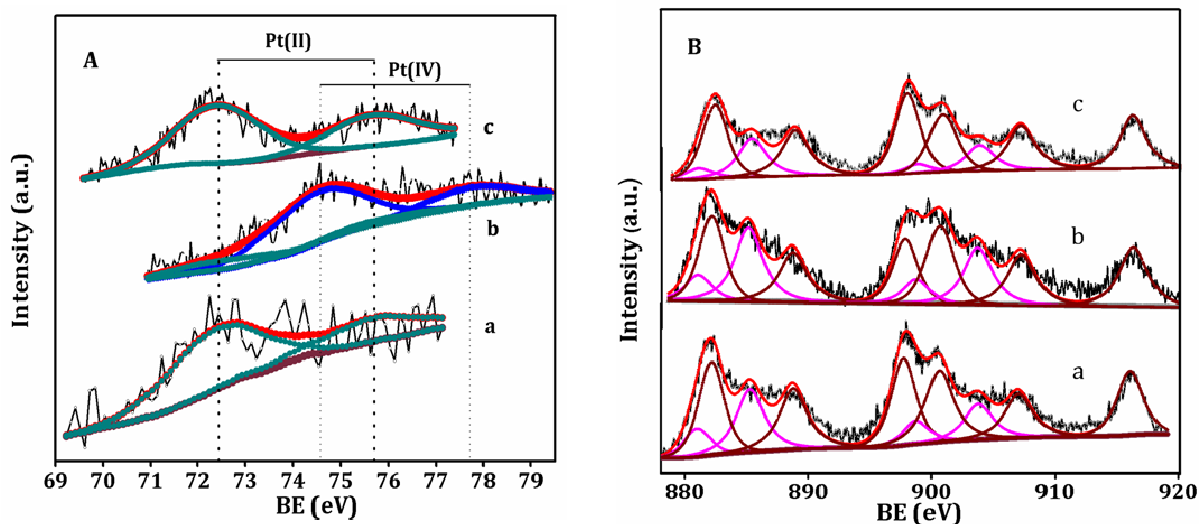 A
Pt(II)
Pt(IV)
c
b
a
Intensity (a.u.)
69 70 71 72 73 74 75 76 77 78 79
BE (eV)
B
c
b
a
Intensity (a.u.)
880 890 900 910 920
BE (eV)